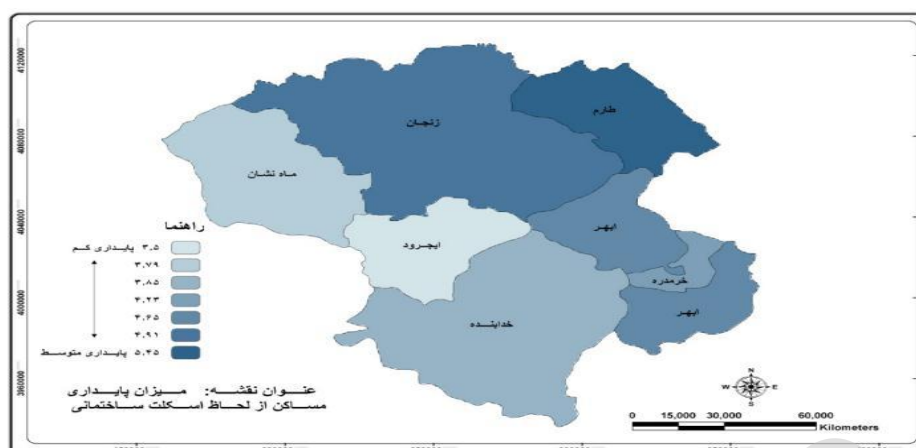 4120000
4080000
4040000
4000000
3960000
طارم
زنجان
ماه نشان
ابهر
ایجرود
خرمدره
ابهر
خدابنده
راهنما
۳.۵ پایداری کم
۳.۷۹
۳.۸۵
۴.۲۳
۴.۶۵
۴.۹۱
۵.۴۵ پایداری متوسط
عنوان نقشه: میزان پایداری
مساکن از لحاظ اسکلت ساختمانی
N
W E
S
0 15,000 30,000 60,000
Kilometers